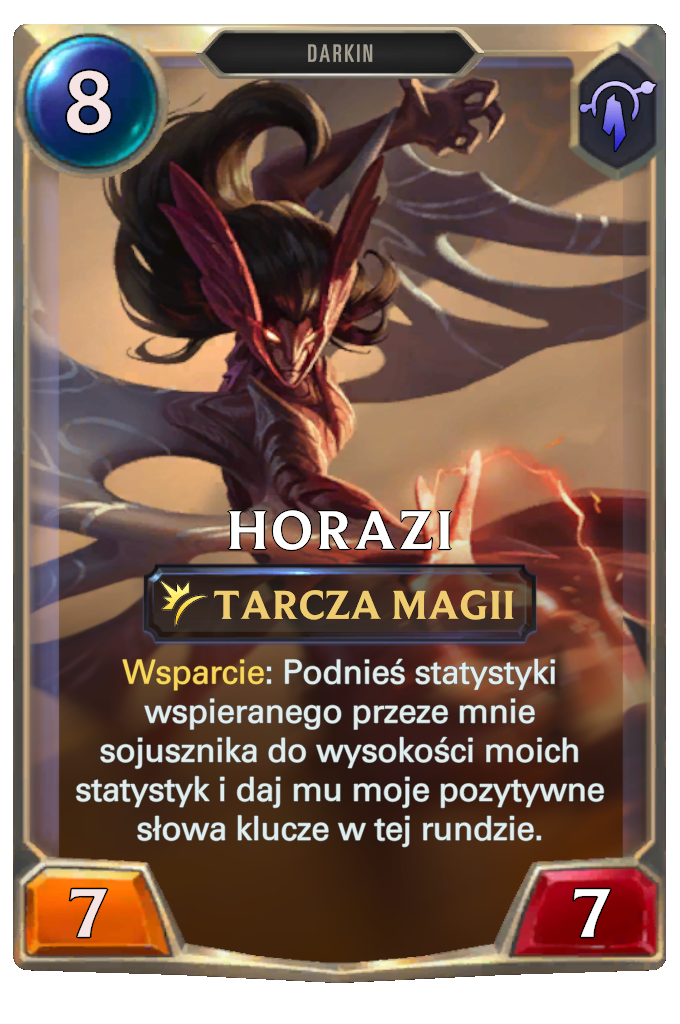 DARKIN
8
HORAZI
TARCZA MAGII
Wsparcie: Podnieś statystyki
wspieranego przeze mnie
sojusznika do wysokości moich
statystyk i daj mu moje pozytywne
słowa klucze w tej rundzie.
7
7